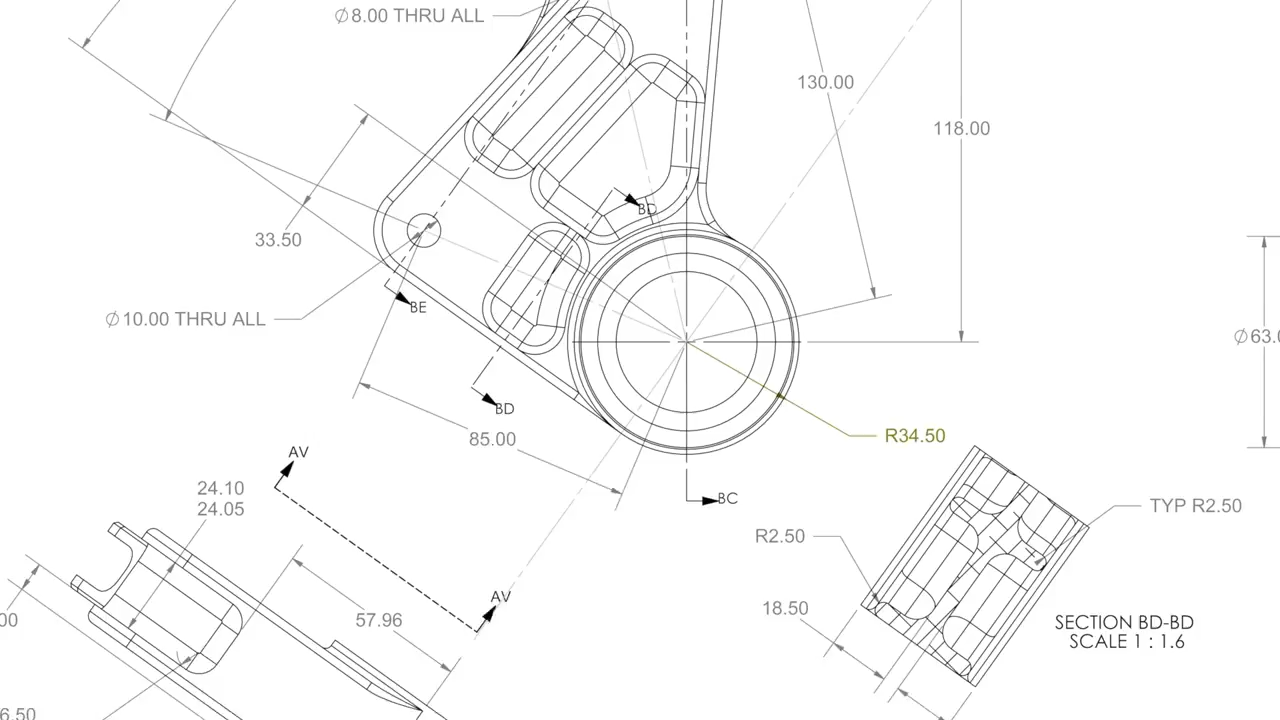 ⌀8.00 THRU ALL
130.00
118.00
BD
33.50
BE
⌀10.00 THRU ALL
⌀63.0
BD
85.00
R34.50
AV
24.10
24.05
BC
TYP R2.50
R2.50
AV
18.50
57.96
00
SECTION BD-BD
SCALE 1 : 1.6
6.50